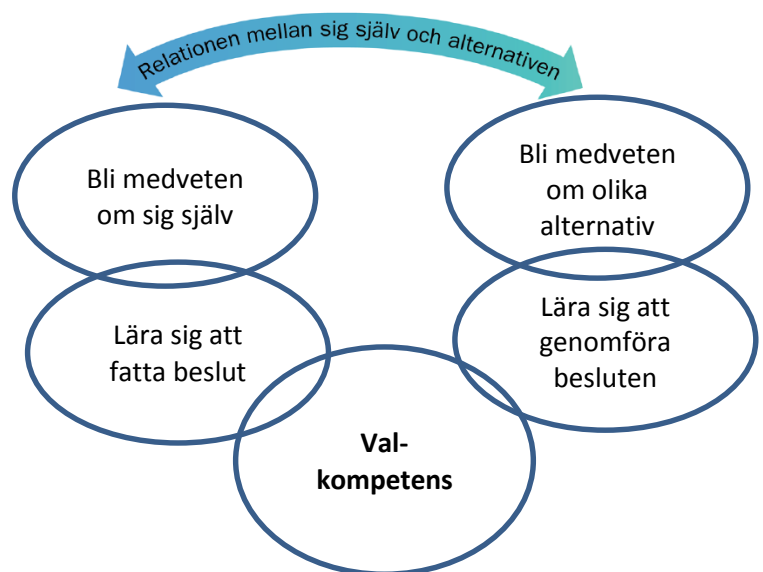 Relationen mellan sig själv och alternativen
Bli medveten
om sig själv
Bli medveten
om olika
alternativ
Lära sig att
fatta beslut
Lära sig att
genomföra
besluten
Val-
kompetens